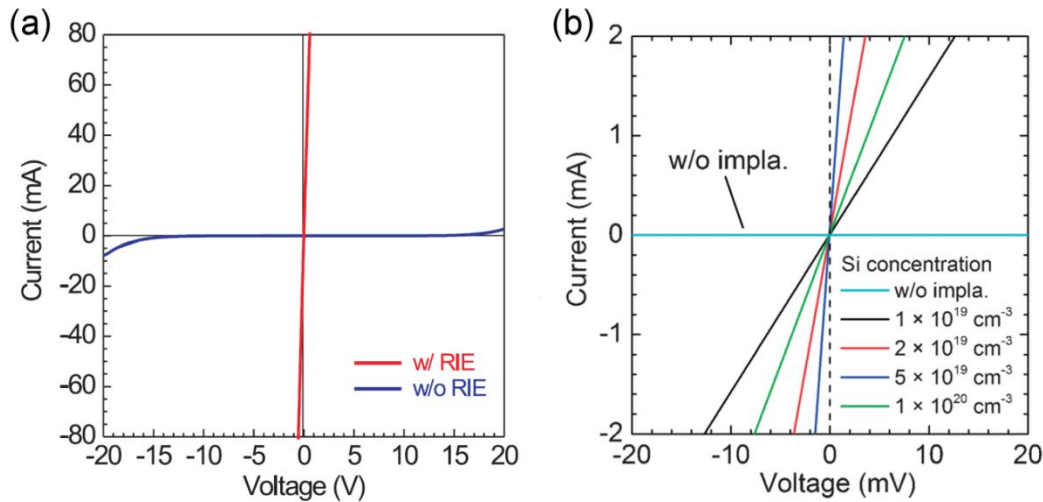 (a)
80
60
40
20
0
-20
-40
-60
-80
Current (mA)
-20 -15 -10 -5 0 5 10 15 20
Voltage (V)
w/ RIE
w/o RIE
(b)
2
1
0
-1
-2
Current (mA)
-20 -10 0 10 20
Voltage (mV)
w/o impla.
Si concentration
w/o impla.
1 × 10¹⁹ cm⁻³
2 × 10¹⁹ cm⁻³
5 × 10¹⁹ cm⁻³
1 × 10²⁰ cm⁻³